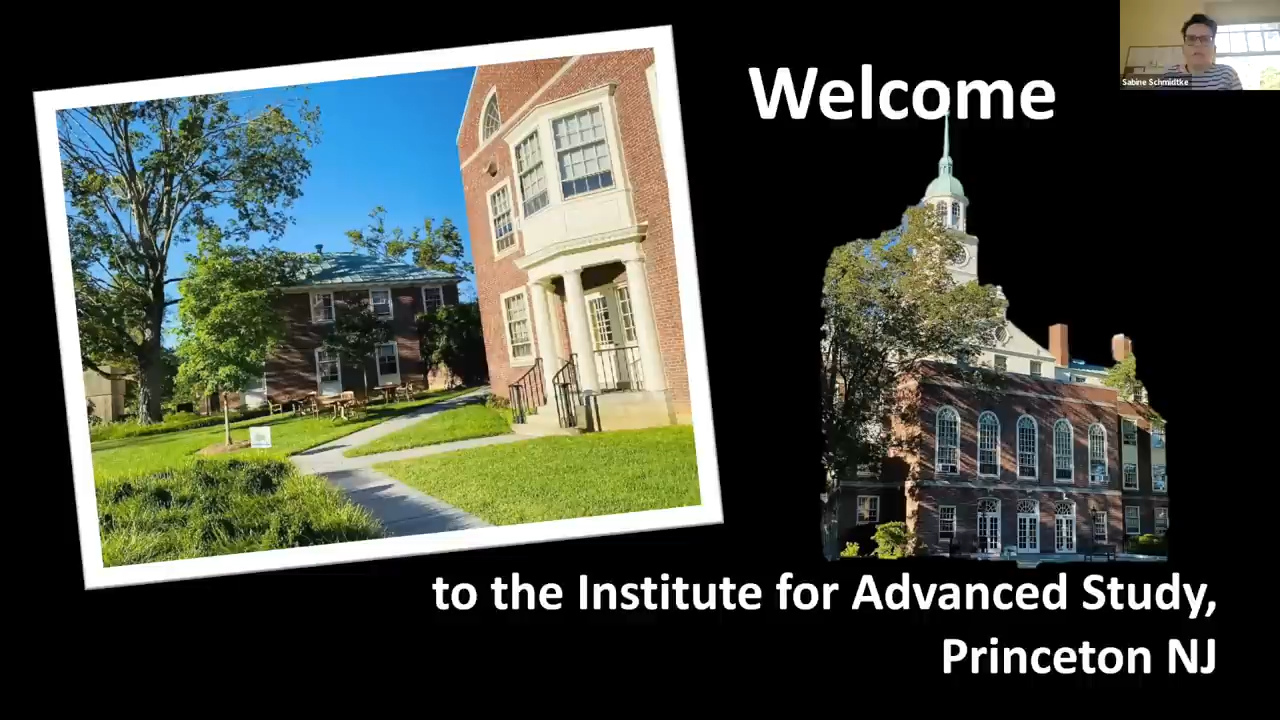 Welcome
Sabine Schmidtke
to the Institute for Advanced Study,
Princeton NJ